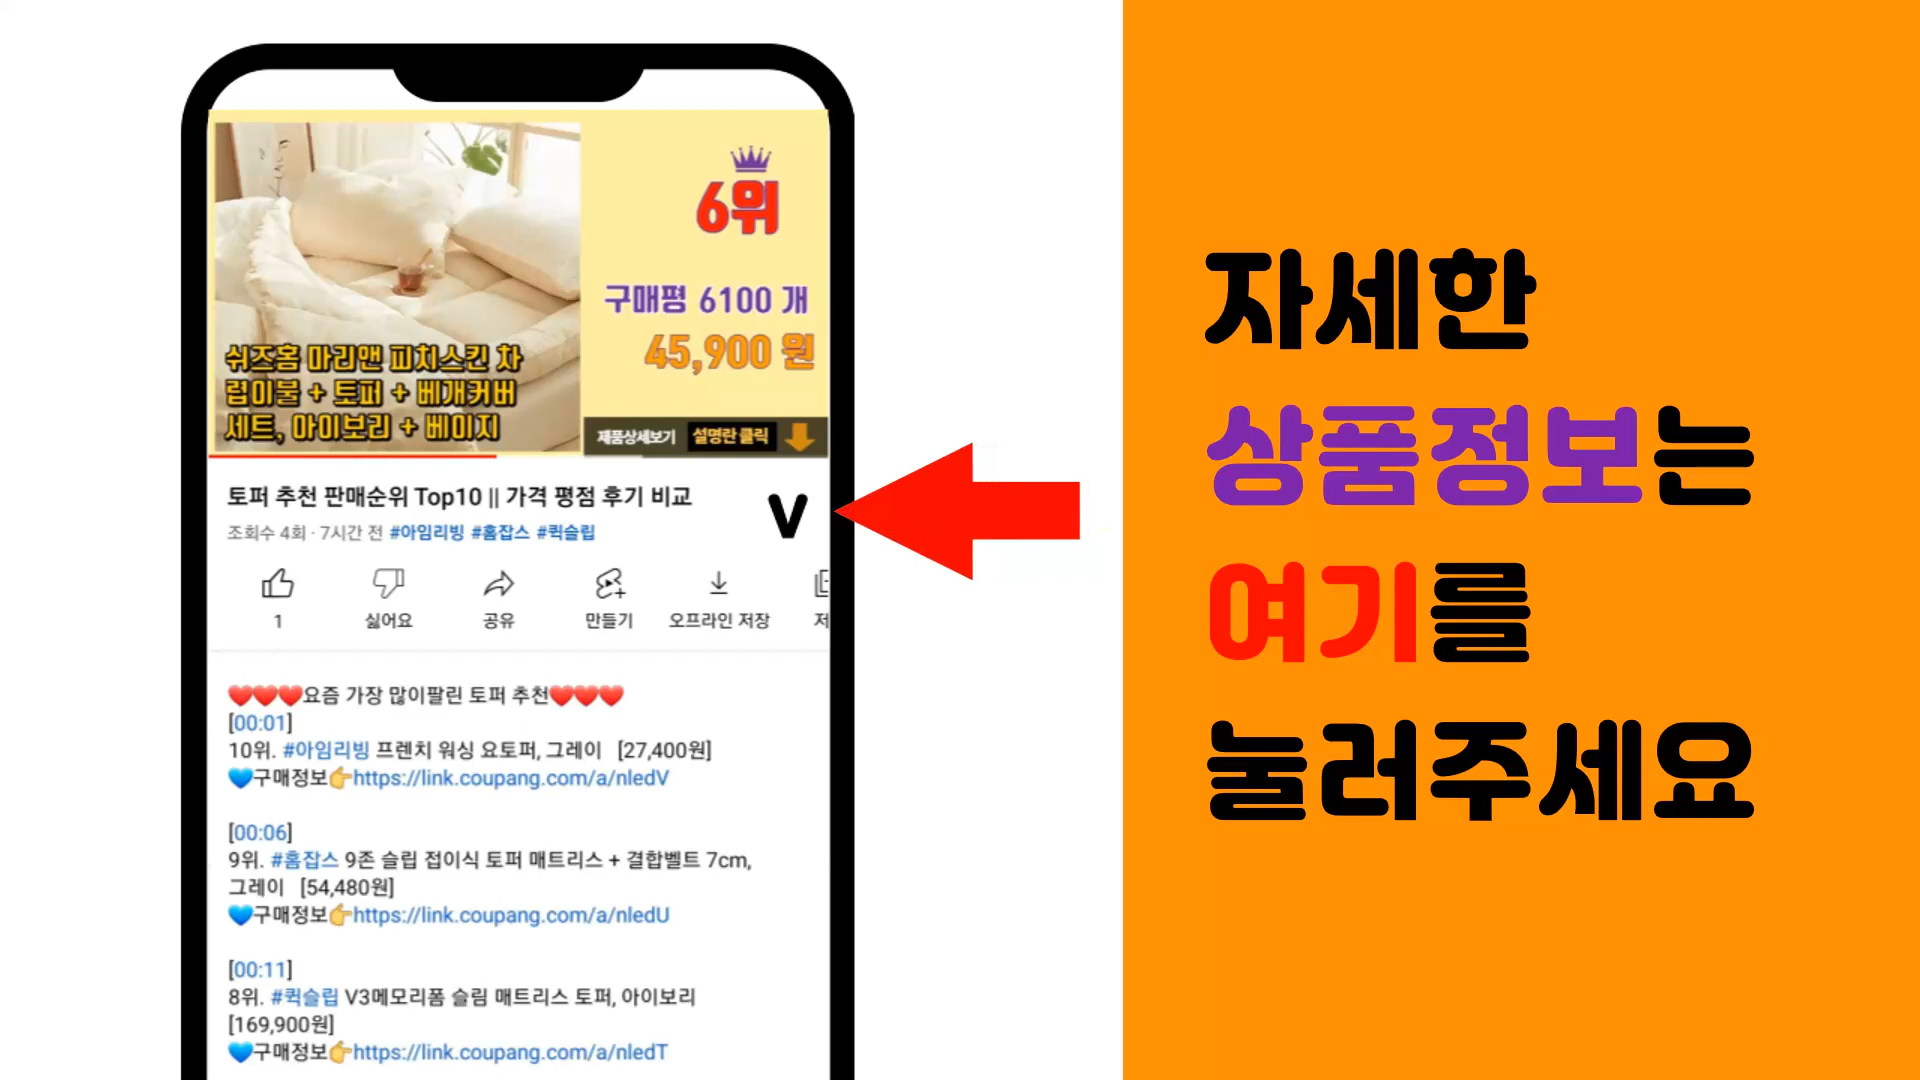 6위
구매평 6100 개
45,900 원
쉬즈홈 마리앤 피치스킨 차
렵이불 + 토퍼 + 베개커버
세트, 아이보리 + 베이지
제품상세보기 설명란 클릭
토퍼 추천 판매순위 Top10 || 가격 평점 후기 비교
V
조회수 4회 · 7시간 전 #아임리빙 #홈잡스 #퀵슬립
1 싫어요 공유 만들기 오프라인 저장 저
❤️❤️❤️요즘 가장 많이팔린 토퍼 추천❤️❤️❤️
[00:01]
10위. #아임리빙 프렌치 워싱 요토퍼, 그레이 [27,400원]
💙구매정보👉https://link.coupang.com/a/nledV
[00:06]
9위. #홈잡스 9존 슬립 접이식 토퍼 매트리스 + 결합벨트 7cm,
그레이 [54,480원]
💙구매정보👉https://link.coupang.com/a/nledU
[00:11]
8위. #퀵슬립 V3메모리폼 슬림 매트리스 토퍼, 아이보리
[169,900원]
💙구매정보👉https://link.coupang.com/a/nledT
자세한
상품정보는
여기를
눌러주세요